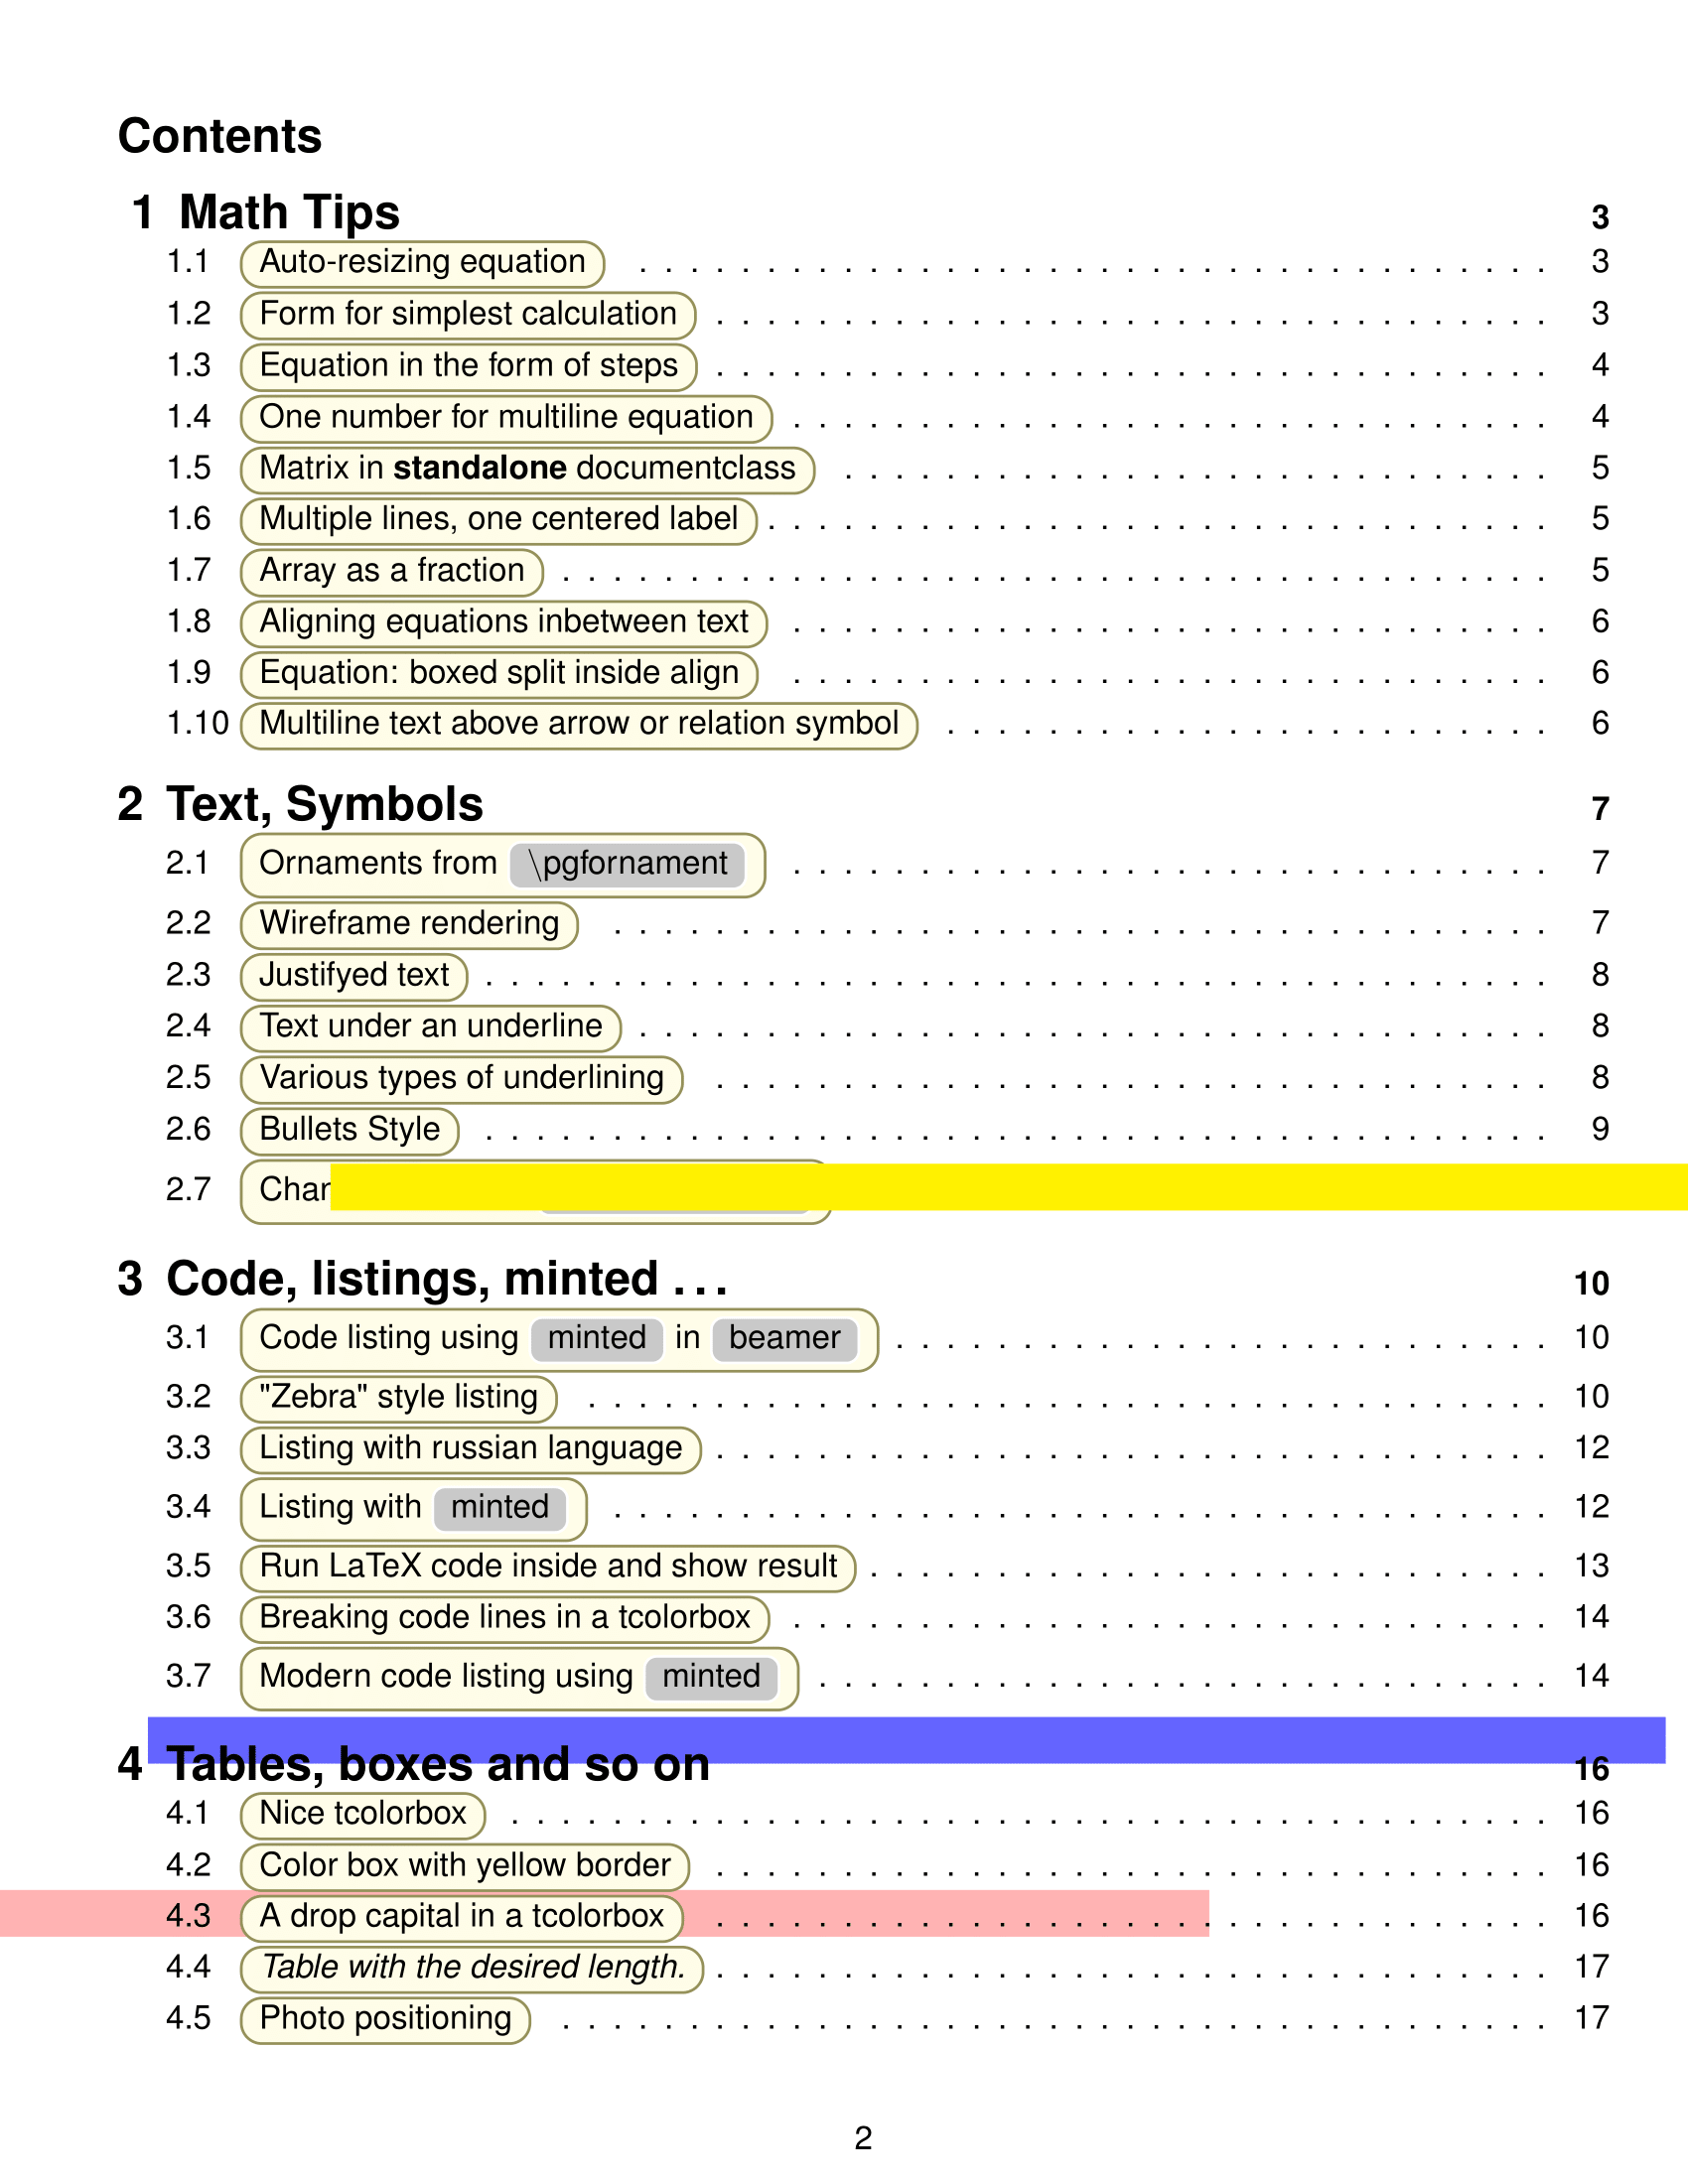 Contents
1 Math Tips 3
1.1 Auto-resizing equation . . . . . . . . . . . . . . . . . . . . . . . . . . . . . . . . . . . . 3
1.2 Form for simplest calculation . . . . . . . . . . . . . . . . . . . . . . . . . . . . . . . . . 3
1.3 Equation in the form of steps . . . . . . . . . . . . . . . . . . . . . . . . . . . . . . . . . 4
1.4 One number for multiline equation . . . . . . . . . . . . . . . . . . . . . . . . . . . . . . 4
1.5 Matrix in standalone documentclass . . . . . . . . . . . . . . . . . . . . . . . . . . . . 5
1.6 Multiple lines, one centered label . . . . . . . . . . . . . . . . . . . . . . . . . . . . . . . 5
1.7 Array as a fraction . . . . . . . . . . . . . . . . . . . . . . . . . . . . . . . . . . . . . . . 5
1.8 Aligning equations inbetween text . . . . . . . . . . . . . . . . . . . . . . . . . . . . . . 6
1.9 Equation: boxed split inside align . . . . . . . . . . . . . . . . . . . . . . . . . . . . . . 6
1.10 Multiline text above arrow or relation symbol . . . . . . . . . . . . . . . . . . . . . . . . 6
2 Text, Symbols 7
2.1 Ornaments from \pgfornament . . . . . . . . . . . . . . . . . . . . . . . . . . . . . . 7
2.2 Wireframe rendering . . . . . . . . . . . . . . . . . . . . . . . . . . . . . . . . . . . . . 7
2.3 Justifyed text . . . . . . . . . . . . . . . . . . . . . . . . . . . . . . . . . . . . . . . . . . 8
2.4 Text under an underline . . . . . . . . . . . . . . . . . . . . . . . . . . . . . . . . . . . . 8
2.5 Various types of underlining . . . . . . . . . . . . . . . . . . . . . . . . . . . . . . . . . 8
2.6 Bullets Style . . . . . . . . . . . . . . . . . . . . . . . . . . . . . . . . . . . . . . . . . . 9
2.7
3 Code, listings, minted ... 10
3.1 Code listing using minted in beamer . . . . . . . . . . . . . . . . . . . . . . . . . . 10
3.2 "Zebra" style listing . . . . . . . . . . . . . . . . . . . . . . . . . . . . . . . . . . . . . . 10
3.3 Listing with russian language . . . . . . . . . . . . . . . . . . . . . . . . . . . . . . . . . 12
3.4 Listing with minted . . . . . . . . . . . . . . . . . . . . . . . . . . . . . . . . . . . . . 12
3.5 Run LaTeX code inside and show result . . . . . . . . . . . . . . . . . . . . . . . . . . . 13
3.6 Breaking code lines in a tcolorbox . . . . . . . . . . . . . . . . . . . . . . . . . . . . . . 14
3.7 Modern code listing using minted . . . . . . . . . . . . . . . . . . . . . . . . . . . . . 14
4 Tables, boxes and so on 16
4.1 Nice tcolorbox . . . . . . . . . . . . . . . . . . . . . . . . . . . . . . . . . . . . . . . . . 16
4.2 Color box with yellow border . . . . . . . . . . . . . . . . . . . . . . . . . . . . . . . . . 16
4.3 A drop capital in a tcolorbox . . . . . . . . . . . . . . . . . . . . . . . . . . . . . . . . . 16
4.4 Table with the desired length. . . . . . . . . . . . . . . . . . . . . . . . . . . . . . . . . . 17
4.5 Photo positioning . . . . . . . . . . . . . . . . . . . . . . . . . . . . . . . . . . . . . . . 17
2